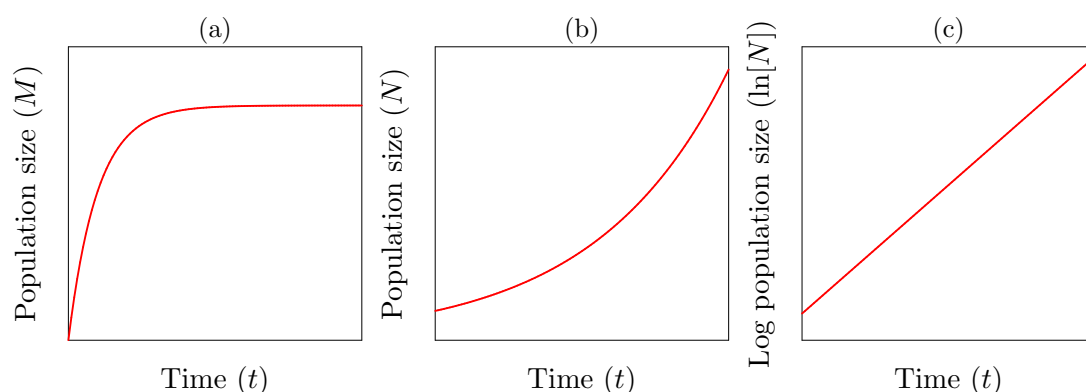 (a)
Population size (M)
Time (t)
(b)
Population size (N)
Time (t)
(c)
Log population size (ln[N])
Time (t)